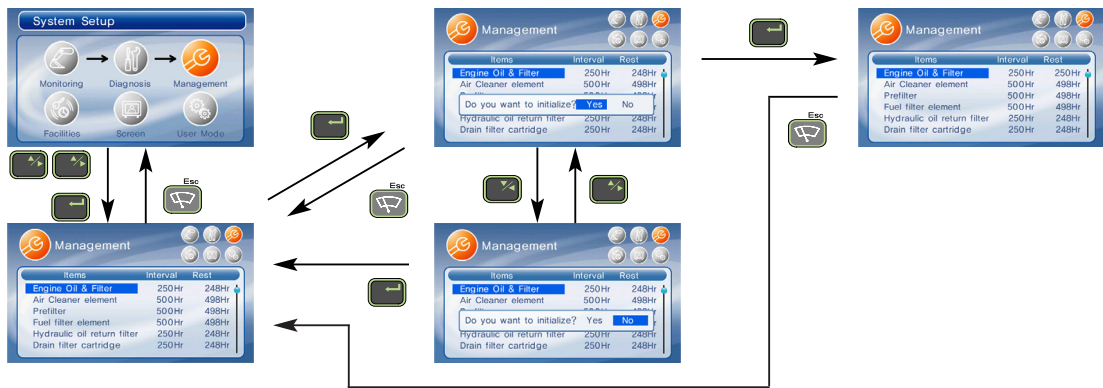 System Setup
Monitoring Diagnosis Management
Facilities Screen User Mode
Esc
Management
Items Interval Rest
Engine Oil & Filter 250Hr 248Hr
Air Cleaner element 500Hr 498Hr
Prefilter 500Hr 498Hr
Fuel filter element 500Hr 498Hr
Hydraulic oil return filter 250Hr 248Hr
Drain filter cartridge 250Hr 248Hr
Esc
Management
Items Interval Rest
Engine Oil & Filter 250Hr 248Hr
Air Cleaner element 500Hr 498Hr
Do you want to initialize? Yes No
Hydraulic oil return filter 250Hr 248Hr
Drain filter cartridge 250Hr 248Hr
Management
Items Interval Rest
Engine Oil & Filter 250Hr 248Hr
Air Cleaner element 500Hr 498Hr
Do you want to initialize? Yes No
Hydraulic oil return filter 250Hr 248Hr
Drain filter cartridge 250Hr 248Hr
Management
Items Interval Rest
Engine Oil & Filter 250Hr 250Hr
Air Cleaner element 500Hr 498Hr
Prefilter 500Hr 498Hr
Fuel filter element 500Hr 498Hr
Hydraulic oil return filter 250Hr 248Hr
Drain filter cartridge 250Hr 248Hr
Esc